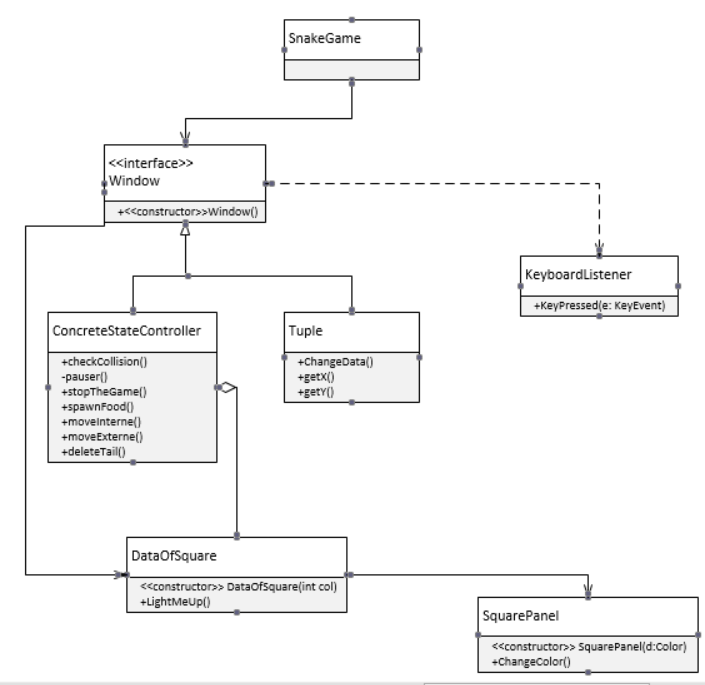 SnakeGame
<<interface>>
Window
+<<constructor>>Window()
KeyboardListener
+KeyPressed(e: KeyEvent)
ConcreteStateController
+checkCollision()
-pauser()
+stopTheGame()
+spawnFood()
+moveInterne()
+moveExterne()
+deleteTail()
Tuple
+ChangeData()
+getX()
+getY()
DataOfSquare
<<constructor>> DataOfSquare(int col)
+LightMeUp()
SquarePanel
<<constructor>> SquarePanel(d:Color)
+ChangeColor()